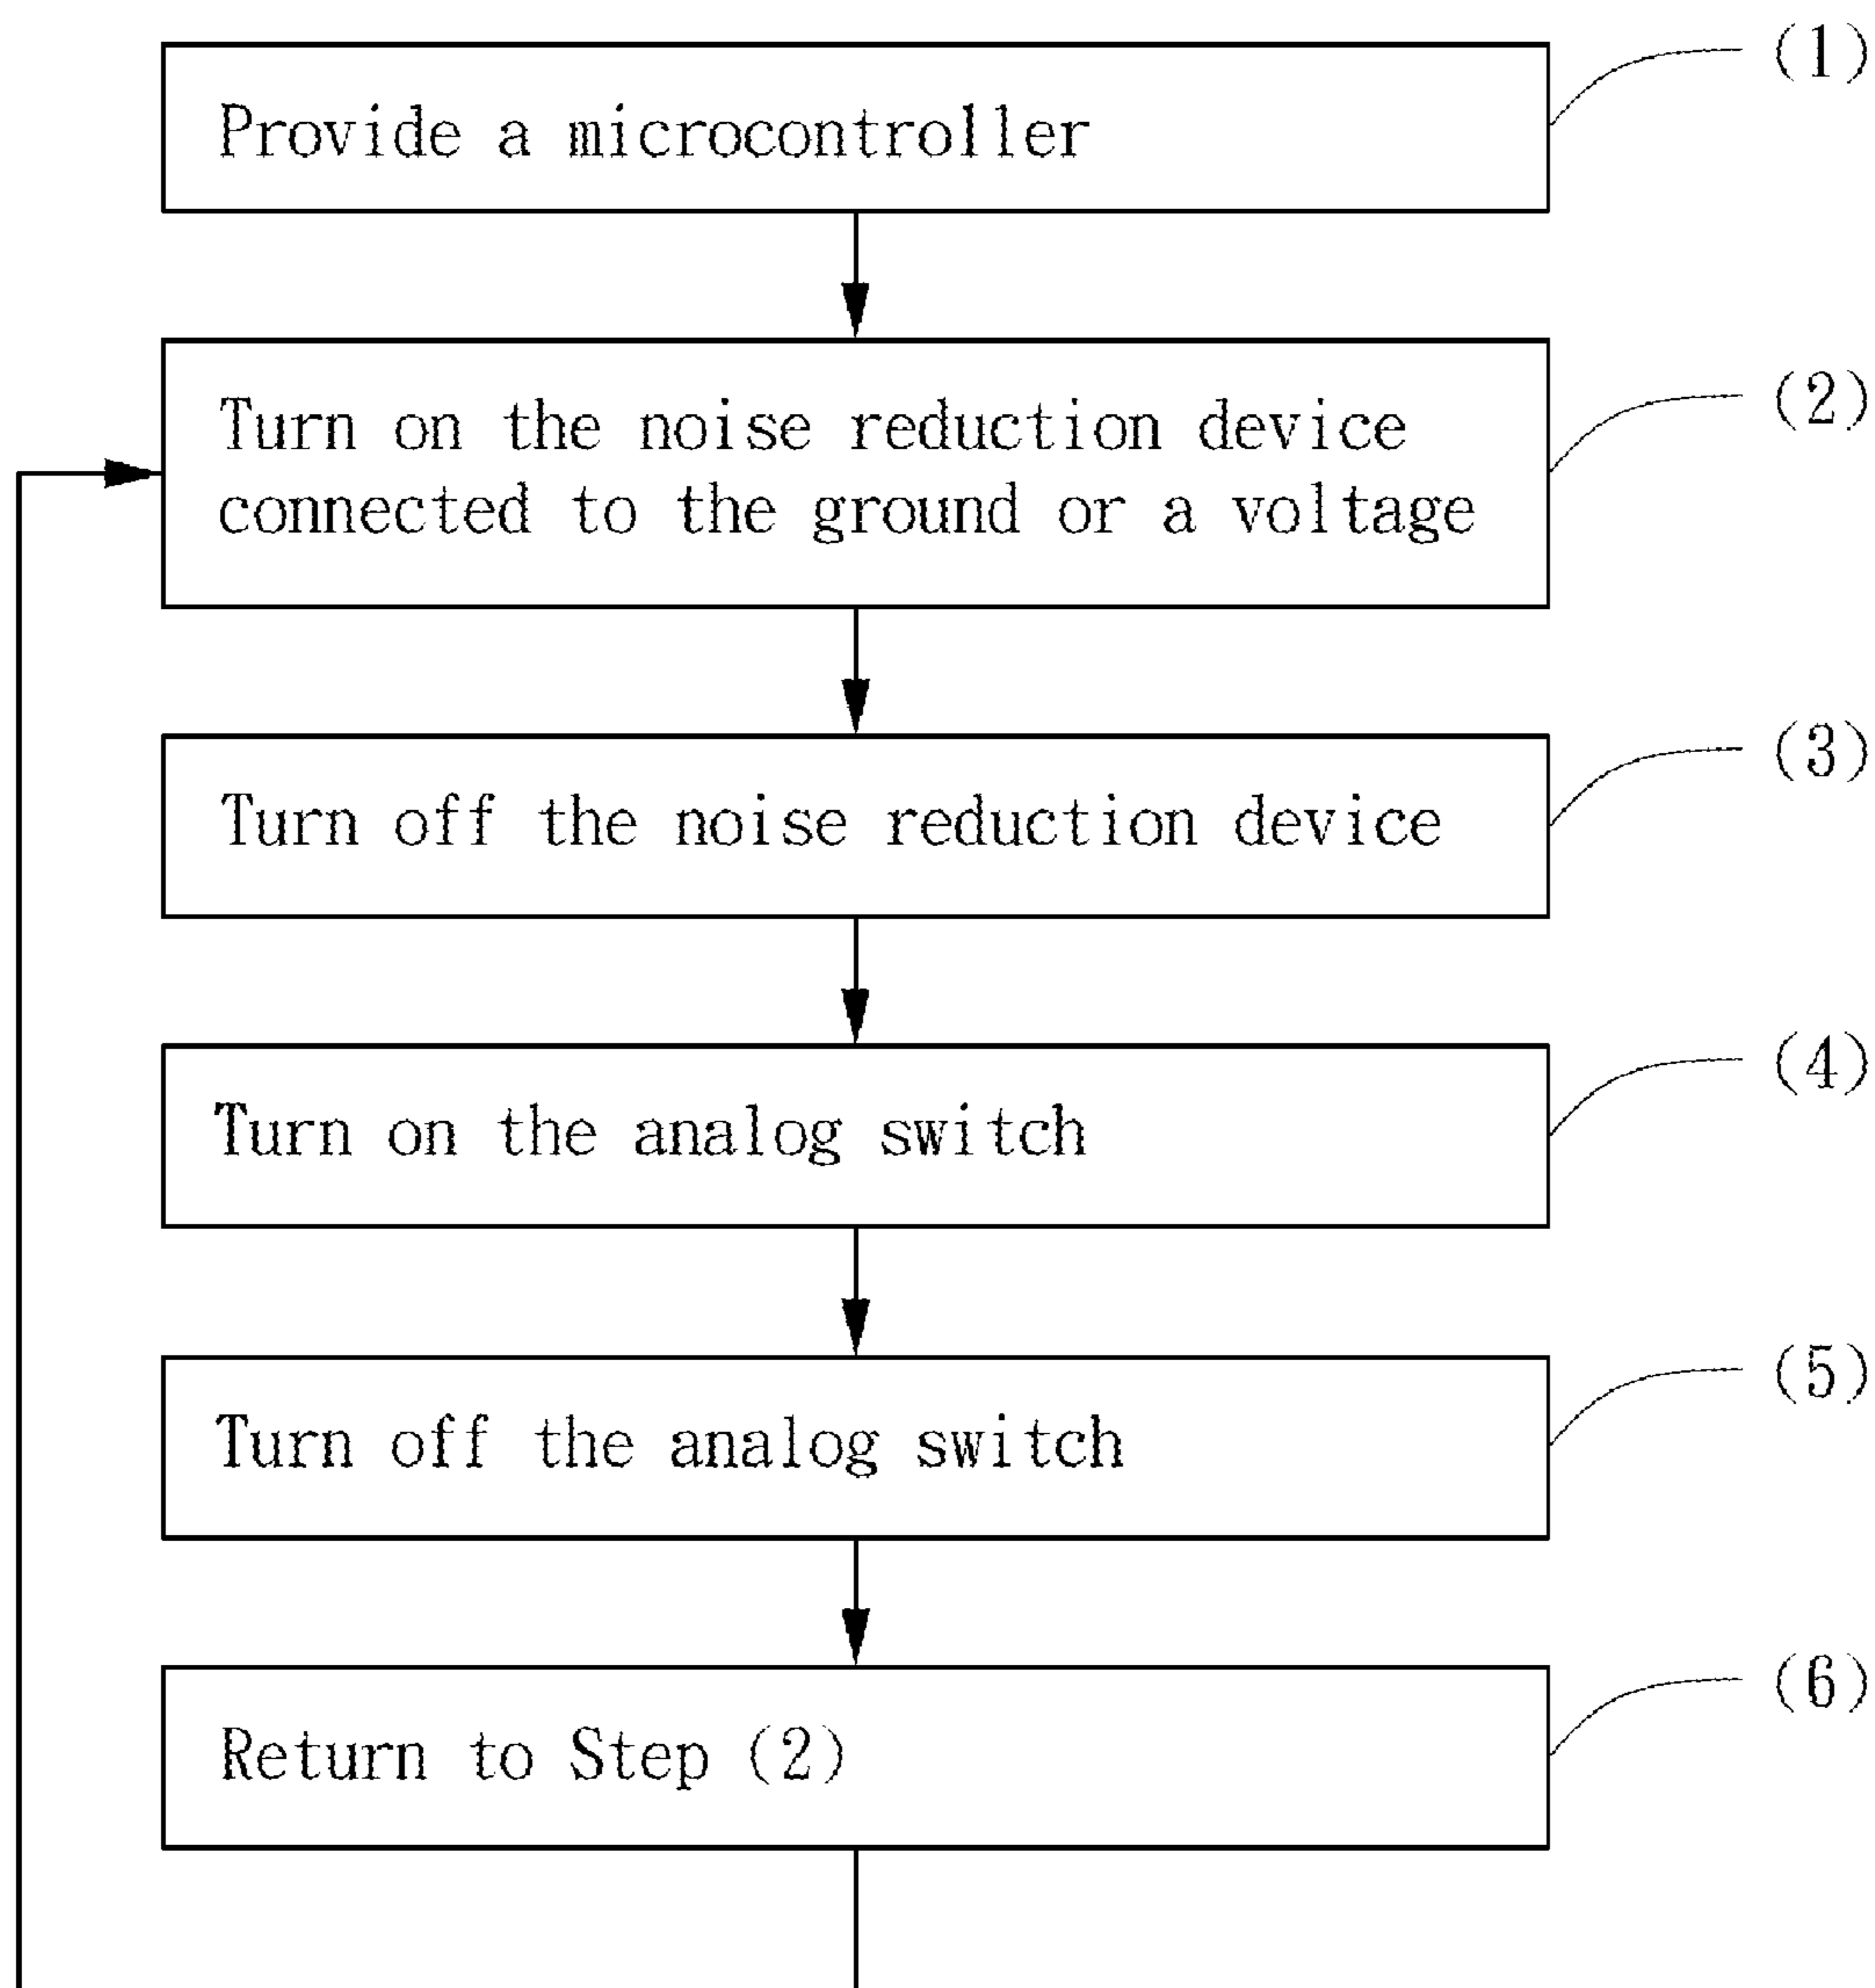 Provide a microcontroller
(1)
Turn on the noise reduction device
connected to the ground or a voltage
(2)
Turn off the noise reduction device
(3)
Turn on the analog switch
(4)
Turn off the analog switch
(5)
Return to Step (2)
(6)